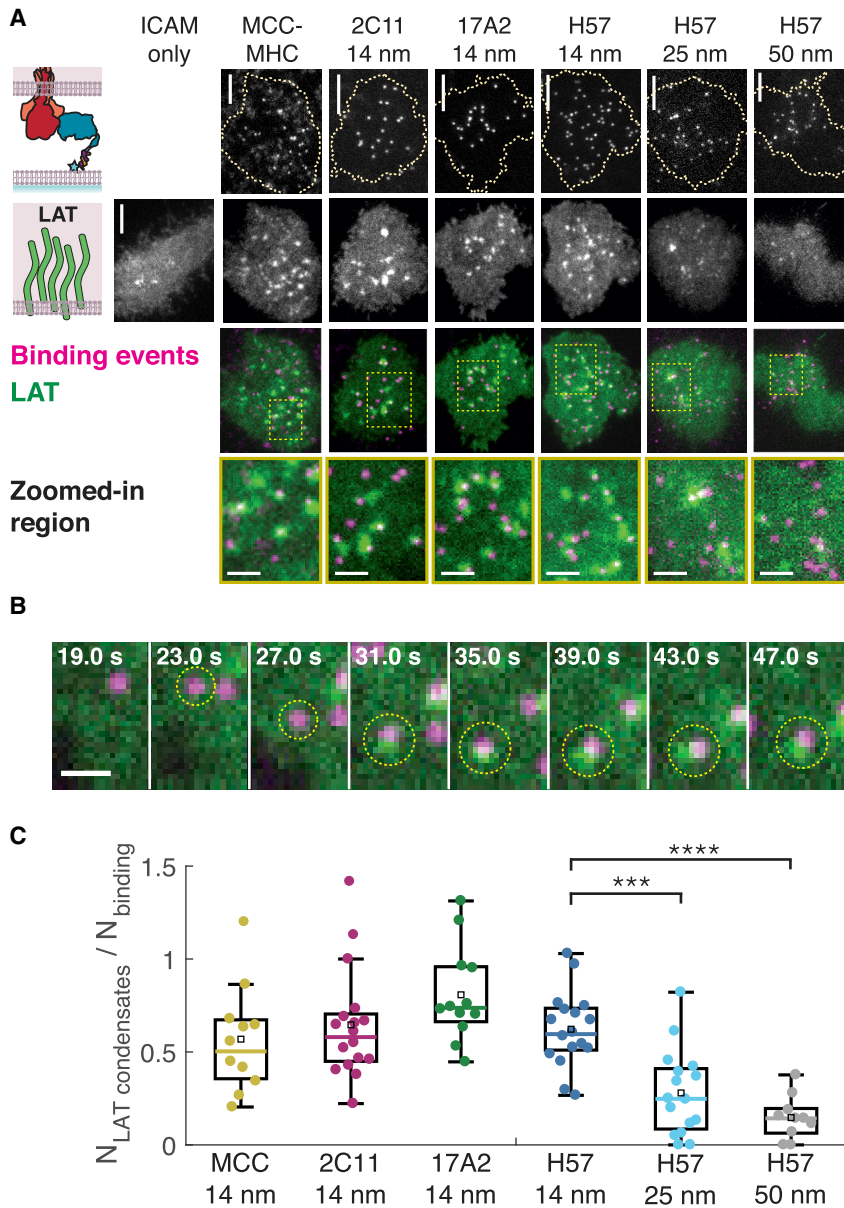 A
ICAM only
MCC-MHC
2C11 14 nm
17A2 14 nm
H57 14 nm
H57 25 nm
H57 50 nm
LAT
Binding events
LAT
Zoomed-in
region
B
19.0 s 23.0 s 27.0 s 31.0 s 35.0 s 39.0 s 43.0 s 47.0 s
C
N LAT condensates / N binding
1.5
1
0.5
0
****
***
MCC 2C11 17A2 H57 H57 H57
14 nm 14 nm 14 nm 14 nm 25 nm 50 nm